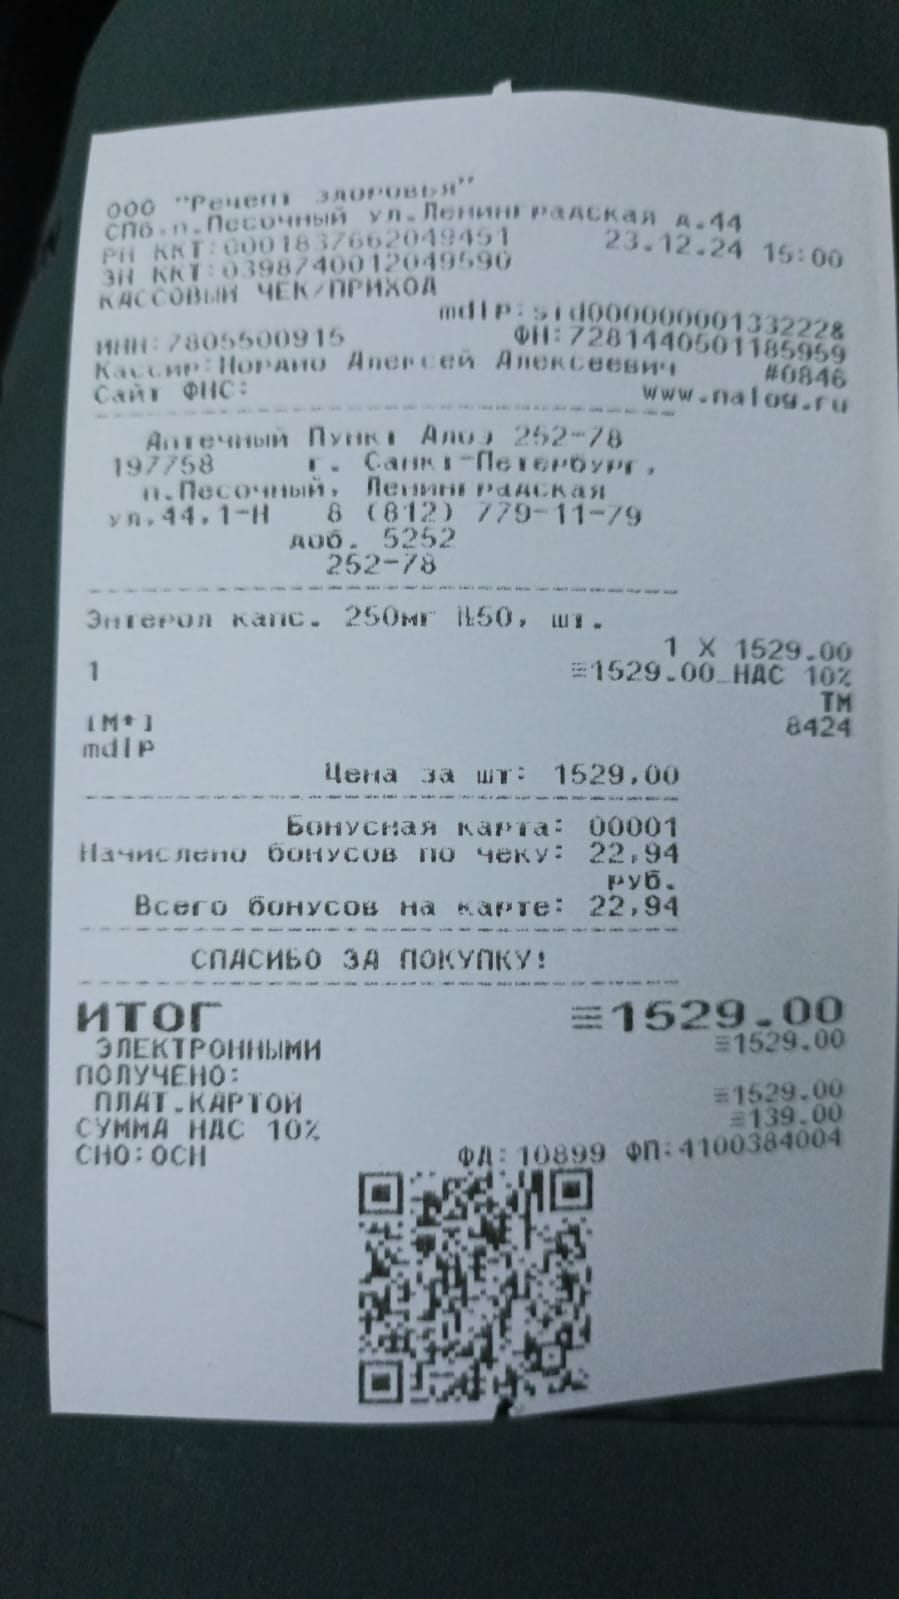 ООО "Рецепт здоровья"
СПб.п.Песочный ул.Ленинградская д.44
РН ККТ:0001837662049451 23.12.24 15:00
ЗН ККТ:0398740012049590
КАССОВЫЙ ЧЕК/ПРИХОД
mdlp:sid0000000001332228&
ИНН:7805500915 ФН:7281440501185959
Кассир: Алексей Алексеевич #0846
Сайт ФНС: www.nalog.ru
Аптечный Пункт Алоэ 252-78
197758 г. Санкт-Петербург,
п.Песочный, Ленинградская
ул.44,1-Н 8 (812) 779-11-79
доб. 5252
252-78
Энтерол капс. 250мг №50, шт.
1 X 1529.00
1 ≡1529.00_НДС 10%
ТМ
[М*] 8424
mdlp
Цена за шт: 1529,00
Бонусная карта: 00001
Начислено бонусов по чеку: 22,94
руб.
Всего бонусов на карте: 22,94
СПАСИБО ЗА ПОКУПКУ!
ИТОГ ≡1529.00
ЭЛЕКТРОННЫМИ ≡1529.00
ПОЛУЧЕНО:
ПЛАТ.КАРТОЙ ≡1529.00
СУММА НДС 10% ≡139.00
СНО:ОСН ФД:10899 ФП:4100384004